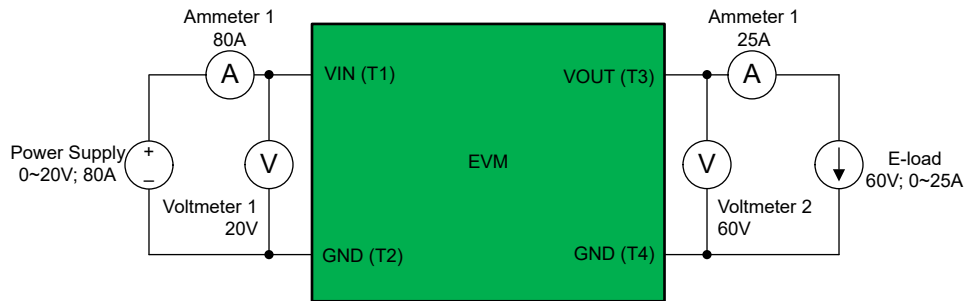 Ammeter 1
80A
A
VIN (T1)
Power Supply
0~20V; 80A
+
–
V
Voltmeter 1
20V
GND (T2)
EVM
Ammeter 1
25A
A
VOUT (T3)
V
Voltmeter 2
60V
GND (T4)
E-load
60V; 0~25A